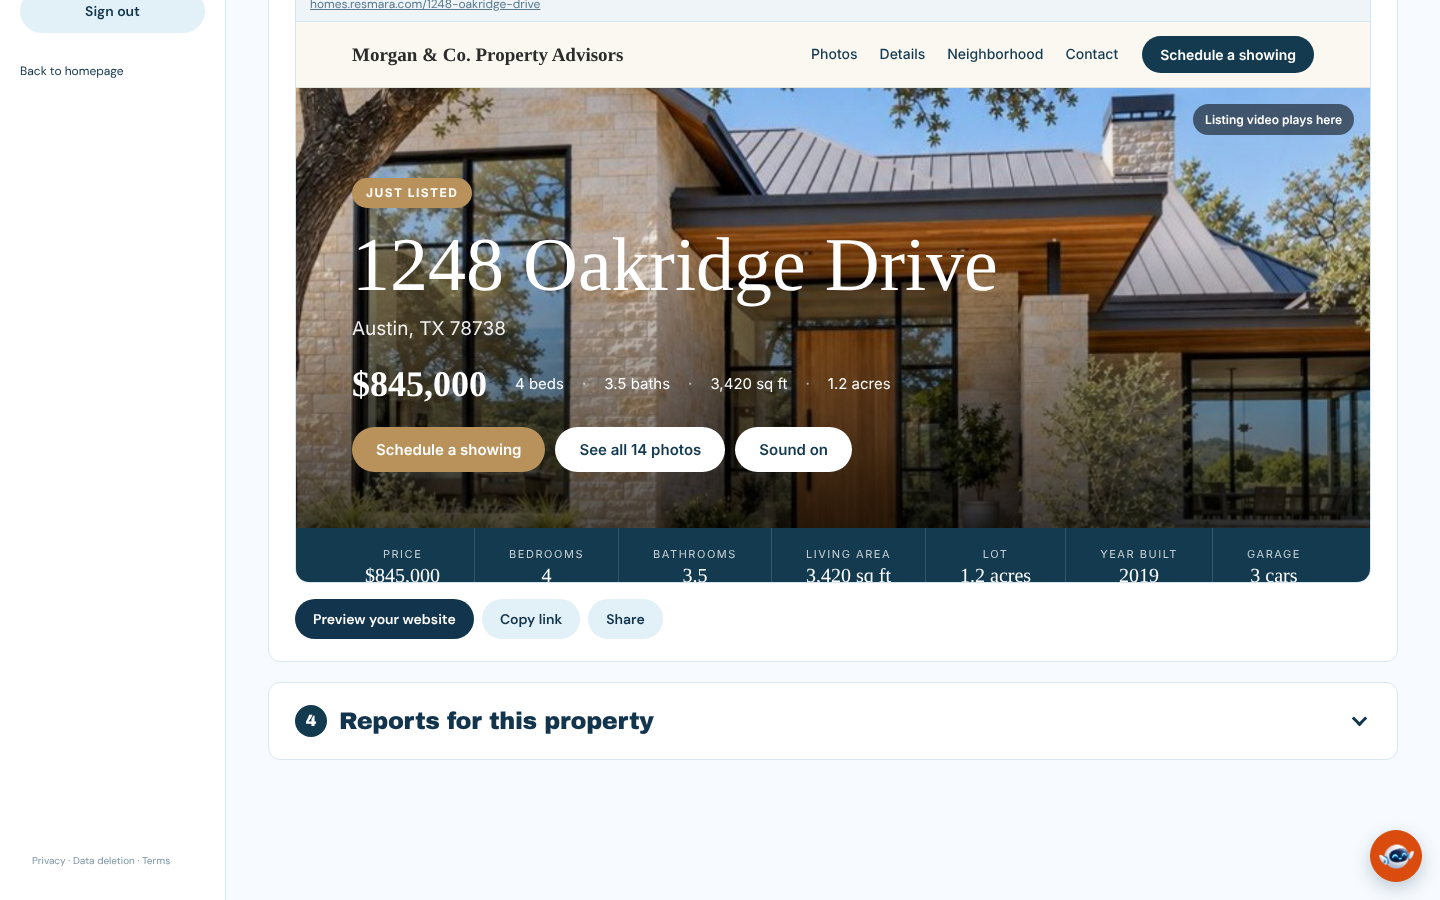 Sign out
Back to homepage
homes.resmara.com/1248-oakridge-drive
Morgan & Co. Property Advisors
Photos Details Neighborhood Contact Schedule a showing
Listing video plays here
JUST LISTED
1248 Oakridge Drive
Austin, TX 78738
$845,000 4 beds · 3.5 baths · 3,420 sq ft · 1.2 acres
Schedule a showing See all 14 photos Sound on
PRICE BEDROOMS BATHROOMS LIVING AREA LOT YEAR BUILT GARAGE
$845,000 4 3.5 3,420 sq ft 1.2 acres 2019 3 cars
Preview your website Copy link Share
4 Reports for this property
Privacy · Data deletion · Terms